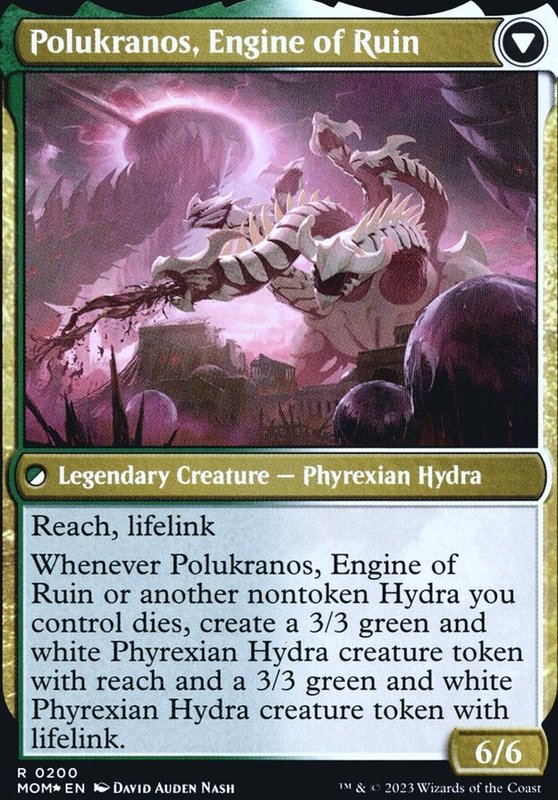 Polukranos, Engine of Ruin
Legendary Creature — Phyrexian Hydra
Reach, lifelink
Whenever Polukranos, Engine of
Ruin or another nontoken Hydra you
control dies, create a 3/3 green and
white Phyrexian Hydra creature token
with reach and a 3/3 green and white
Phyrexian Hydra creature token with
lifelink.
6/6
R 0200
MOM★EN DAVID AUDEN NASH
™ & © 2023 Wizards of the Coast